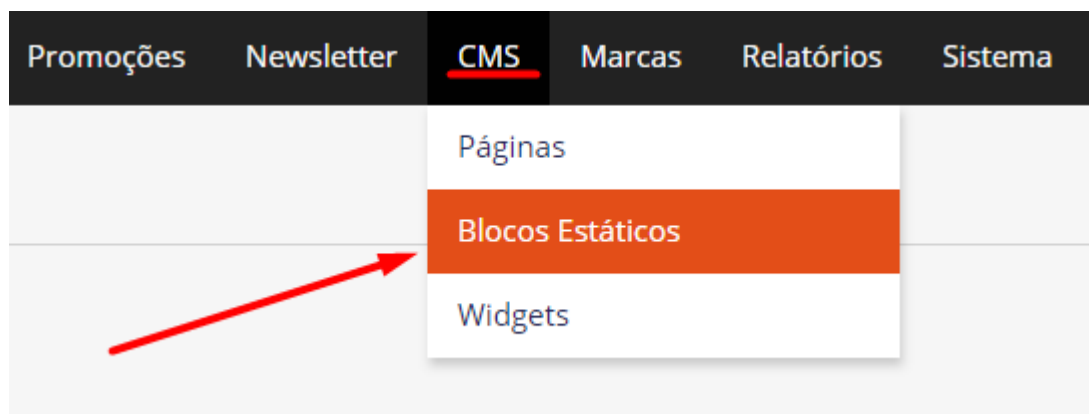 Promoções Newsletter CMS Marcas Relatórios Sistema
Páginas
Blocos Estáticos
Widgets